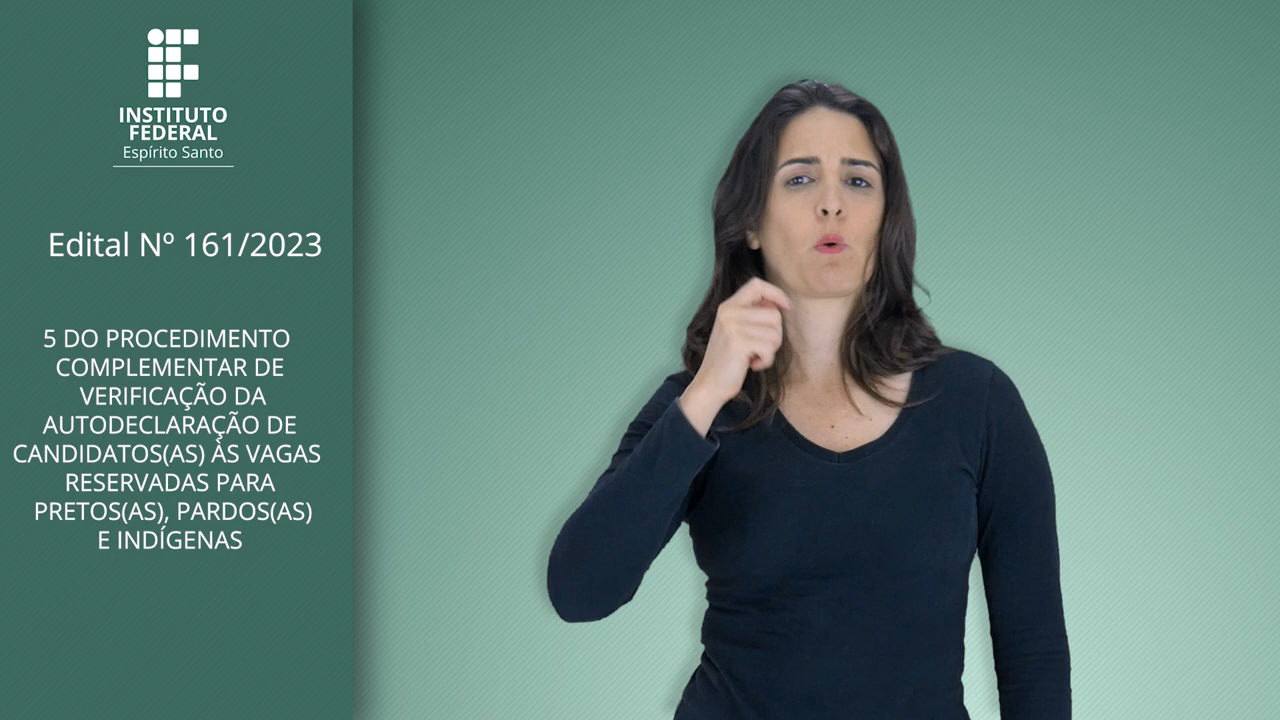 INSTITUTO
FEDERAL
Espírito Santo
Edital Nº 161/2023
5 DO PROCEDIMENTO
COMPLEMENTAR DE
VERIFICAÇÃO DA
AUTODECLARAÇÃO DE
CANDIDATOS(AS) ÀS VAGAS
RESERVADAS PARA
PRETOS(AS), PARDOS(AS)
E INDÍGENAS